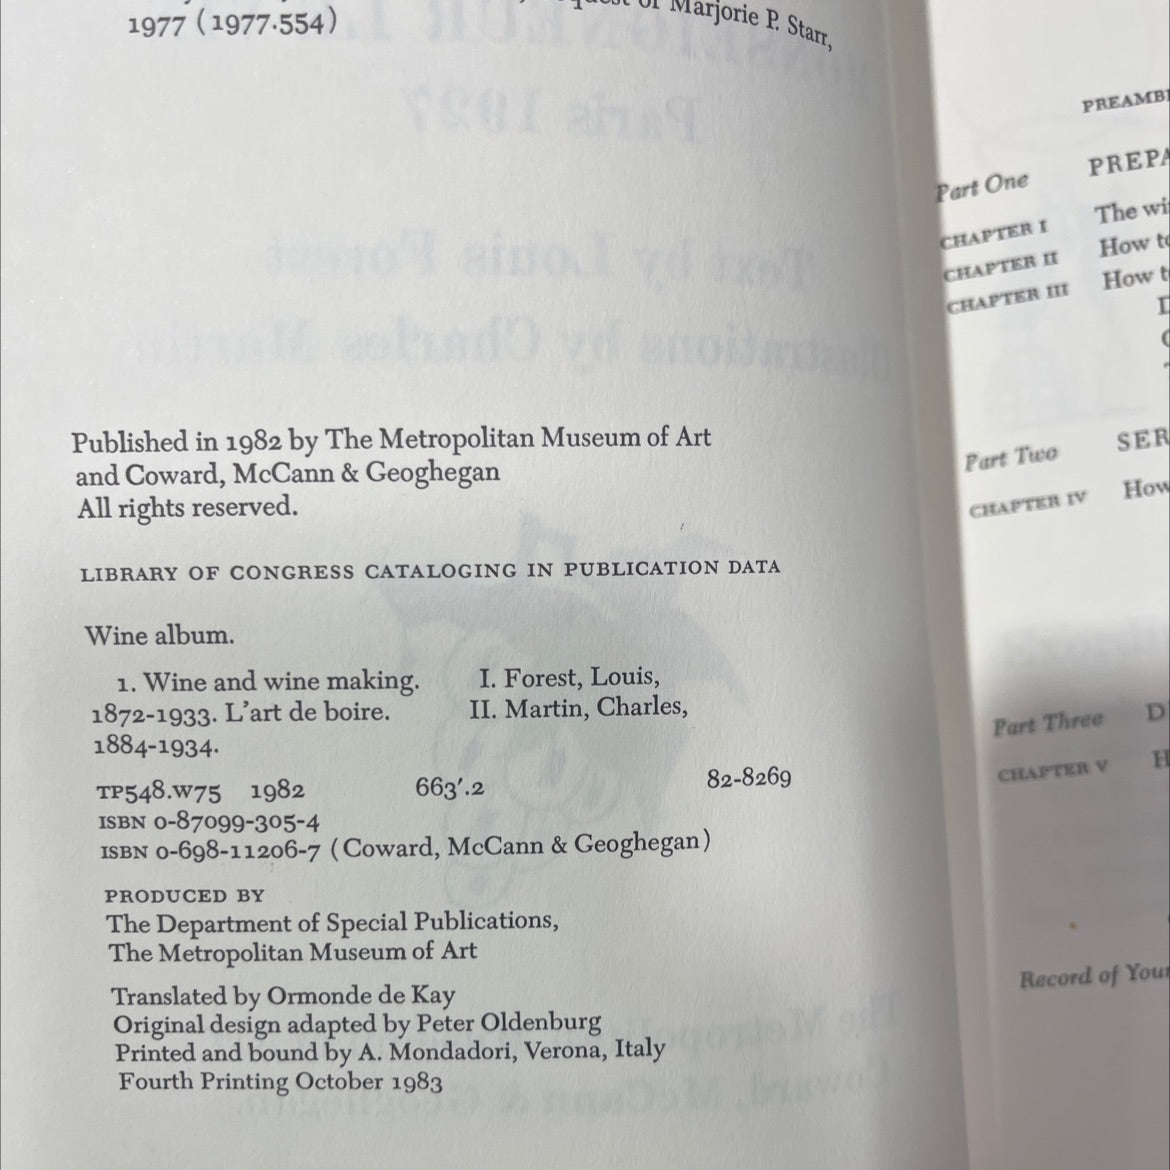 of Marjorie P. Starr,
1977 (1977.554)
Published in 1982 by The Metropolitan Museum of Art
and Coward, McCann & Geoghegan
All rights reserved.
LIBRARY OF CONGRESS CATALOGING IN PUBLICATION DATA
Wine album.
1. Wine and wine making. I. Forest, Louis,
1872-1933. L'art de boire. II. Martin, Charles,
1884-1934.
TP548.W75 1982 663'.2 82-8269
ISBN 0-87099-305-4
ISBN 0-698-11206-7 (Coward, McCann & Geoghegan)
PRODUCED BY
The Department of Special Publications,
The Metropolitan Museum of Art
Translated by Ormonde de Kay
Original design adapted by Peter Oldenburg
Printed and bound by A. Mondadori, Verona, Italy
Fourth Printing October 1983
PREAMB
Part One PREPA
CHAPTER I The wi
CHAPTER II How to
CHAPTER III How t
Part Two SER
CHAPTER IV How
Part Three D
CHAPTER V H
Record of Your